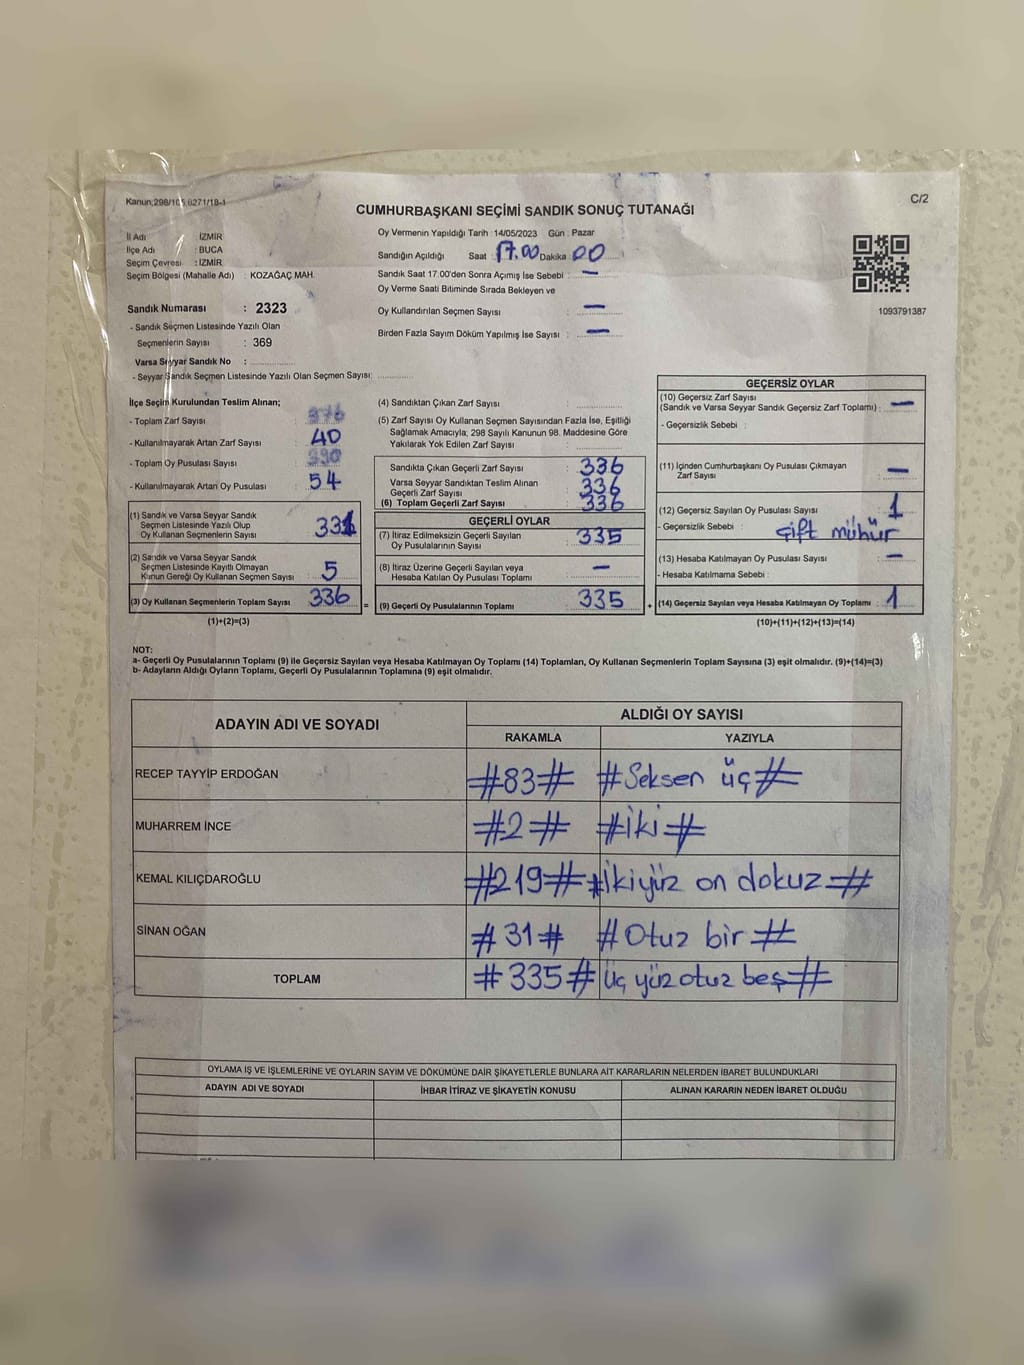 Kanun;298/105,6271/18-1
C/2
CUMHURBAŞKANI SEÇİMİ SANDIK SONUÇ TUTANAĞI
İl Adı : İZMİR
İlçe Adı : BUCA
Seçim Çevresi : İZMİR
Seçim Bölgesi (Mahalle Adı) : KOZAĞAÇ MAH.
Oy Vermenin Yapıldığı Tarih :14/05/2023 Gün : Pazar
Sandığın Açıldığı Saat : 17.00 Dakika : 00
Sandık Saat 17.00'den Sonra Açımış İse Sebebi : —
Oy Verme Saati Bitiminde Sırada Bekleyen ve
Oy Kullandırılan Seçmen Sayısı : —
Birden Fazla Sayım Döküm Yapılmış İse Sayısı : —
1093791387
Sandık Numarası : 2323
- Sandık Seçmen Listesinde Yazılı Olan
Seçmenlerin Sayısı : 369
Varsa Seyyar Sandık No :
- Seyyar Sandık Seçmen Listesinde Yazılı Olan Seçmen Sayısı:
İlçe Seçim Kurulundan Teslim Alınan;
- Toplam Zarf Sayısı : 376
- Kullanılmayarak Artan Zarf Sayısı : 40
- Toplam Oy Pusulası Sayısı : 390
- Kullanılmayarak Artan Oy Pusulası : 54
(1) Sandık ve Varsa Seyyar Sandık
Seçmen Listesinde Yazılı Olup
Oy Kullanan Seçmenlerin Sayısı : 331
(2) Sandık ve Varsa Seyyar Sandık
Seçmen Listesinde Kayıtlı Olmayan
Kanun Gereği Oy Kullanan Seçmen Sayısı : 5
(3) Oy Kullanan Seçmenlerin Toplam Sayısı : 336
(1)+(2)=(3)
(4) Sandıktan Çıkan Zarf Sayısı :
(5) Zarf Sayısı Oy Kullanan Seçmen Sayısından Fazla İse, Eşitliği
Sağlamak Amacıyla; 298 Sayılı Kanunun 98. Maddesine Göre
Yakılarak Yok Edilen Zarf Sayısı :
Sandıkta Çıkan Geçerli Zarf Sayısı : 336
Varsa Seyyar Sandıktan Teslim Alınan
Geçerli Zarf Sayısı : 336
(6) Toplam Geçerli Zarf Sayısı : 336
GEÇERLİ OYLAR
(7) İtiraz Edilmeksizin Geçerli Sayılan
Oy Pusulalarının Sayısı : 335
(8) İtiraz Üzerine Geçerli Sayılan veya
Hesaba Katılan Oy Pusulası Toplamı : —
= (9) Geçerli Oy Pusulalarının Toplamı : 335
GEÇERSİZ OYLAR
(10) Geçersiz Zarf Sayısı
(Sandık ve Varsa Seyyar Sandık Geçersiz Zarf Toplamı) : —
- Geçersizlik Sebebi :
(11) İçinden Cumhurbaşkanı Oy Pusulası Çıkmayan
Zarf Sayısı : —
(12) Geçersiz Sayılan Oy Pusulası Sayısı : 1
- Geçersizlik Sebebi : çift mühür
(13) Hesaba Katılmayan Oy Pusulası Sayısı : —
- Hesaba Katılmama Sebebi :
+ (14) Geçersiz Sayılan veya Hesaba Katılmayan Oy Toplamı : 1
(10)+(11)+(12)+(13)=(14)
NOT:
a- Geçerli Oy Pusulalarının Toplamı (9) ile Geçersiz Sayılan veya Hesaba Katılmayan Oy Toplamı (14) Toplamları, Oy Kullanan Seçmenlerin Toplam Sayısına (3) eşit olmalıdır. (9)+(14)=(3)
b- Adayların Aldığı Oyların Toplamı, Geçerli Oy Pusulalarının Toplamına (9) eşit olmalıdır.
ADAYIN ADI VE SOYADI
ALDIĞI OY SAYISI
RAKAMLA YAZIYLA
RECEP TAYYİP ERDOĞAN #83# #Seksen üç#
MUHARREM İNCE #2# #İki#
KEMAL KILIÇDAROĞLU #219# #İkiyüz on dokuz#
SİNAN OĞAN #31# #Otuz bir#
TOPLAM #335# Üç yüz otuz beş#
OYLAMA İŞ VE İŞLEMLERİNE VE OYLARIN SAYIM VE DÖKÜMÜNE DAİR ŞİKAYETLERLE BUNLARA AİT KARARLARIN NELERDEN İBARET BULUNDUKLARI
ADAYIN ADI VE SOYADI İHBAR İTİRAZ VE ŞİKAYETİN KONUSU ALINAN KARARIN NEDEN İBARET OLDUĞU